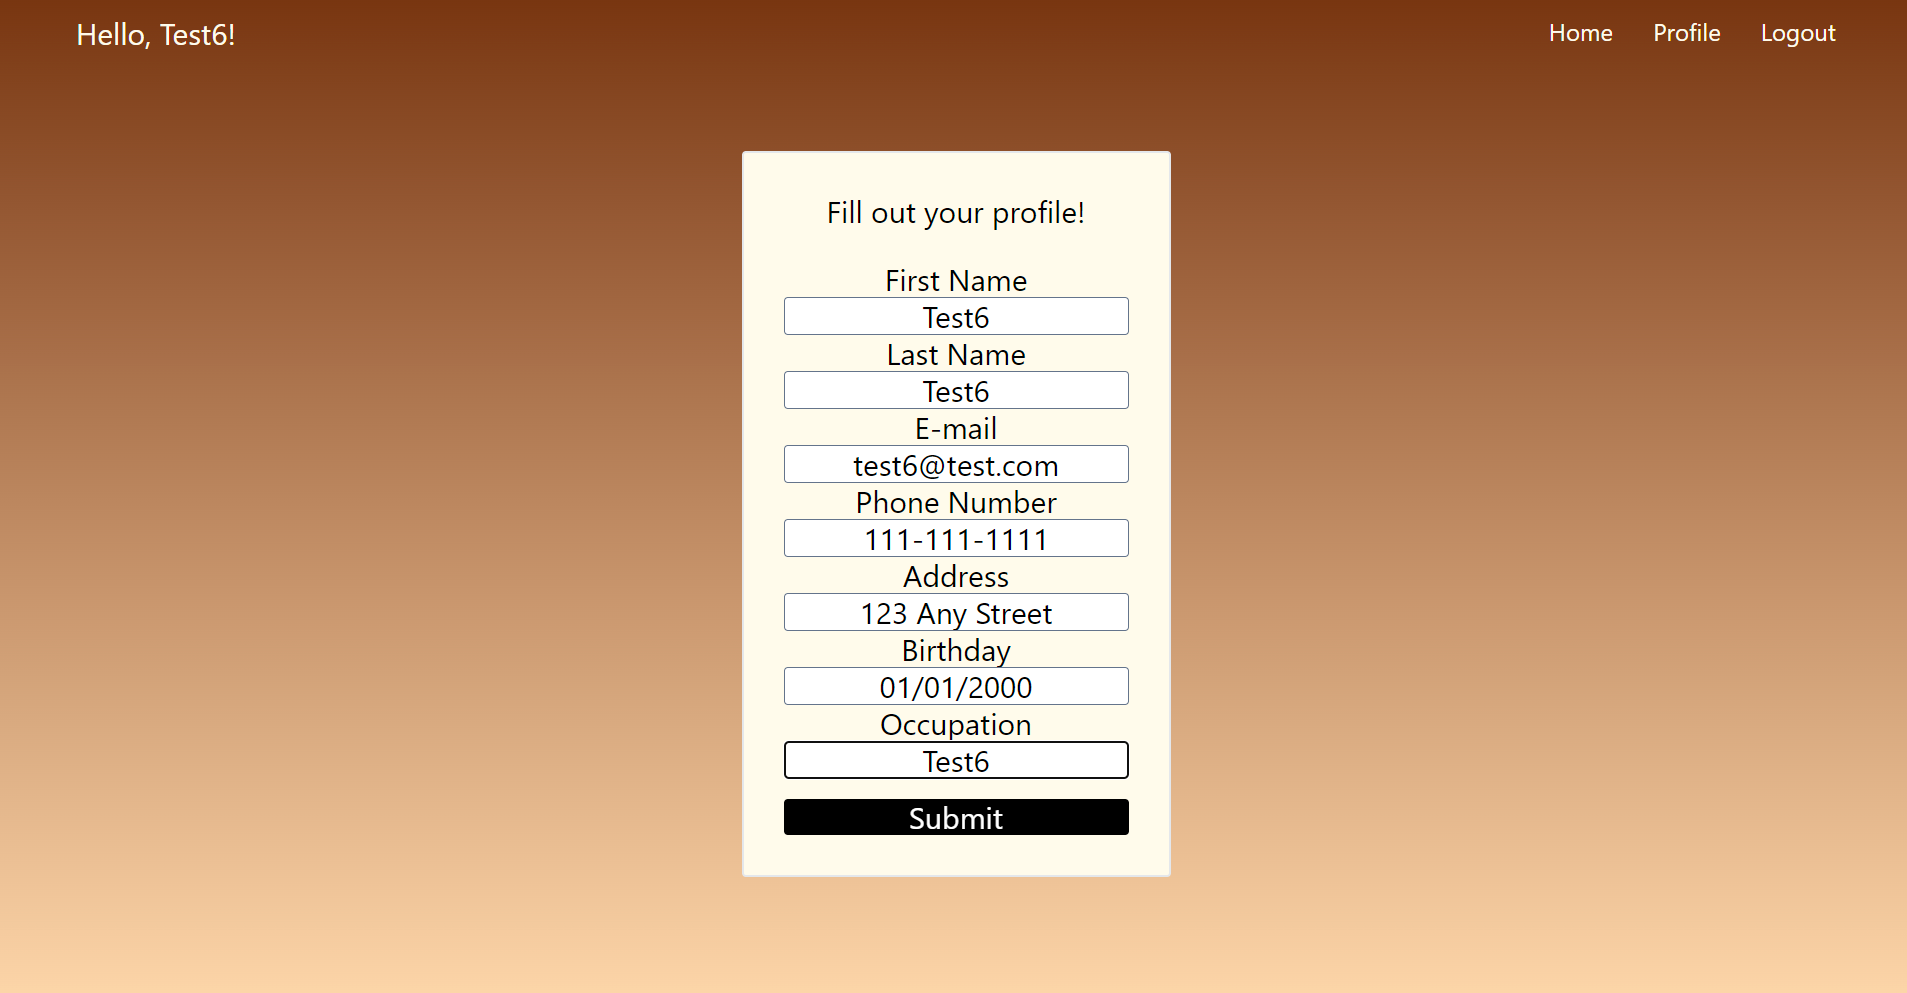 Hello, Test6!
Home Profile Logout
Fill out your profile!
First Name
Test6
Last Name
Test6
E-mail
test6@test.com
Phone Number
111-111-1111
Address
123 Any Street
Birthday
01/01/2000
Occupation
Test6
Submit